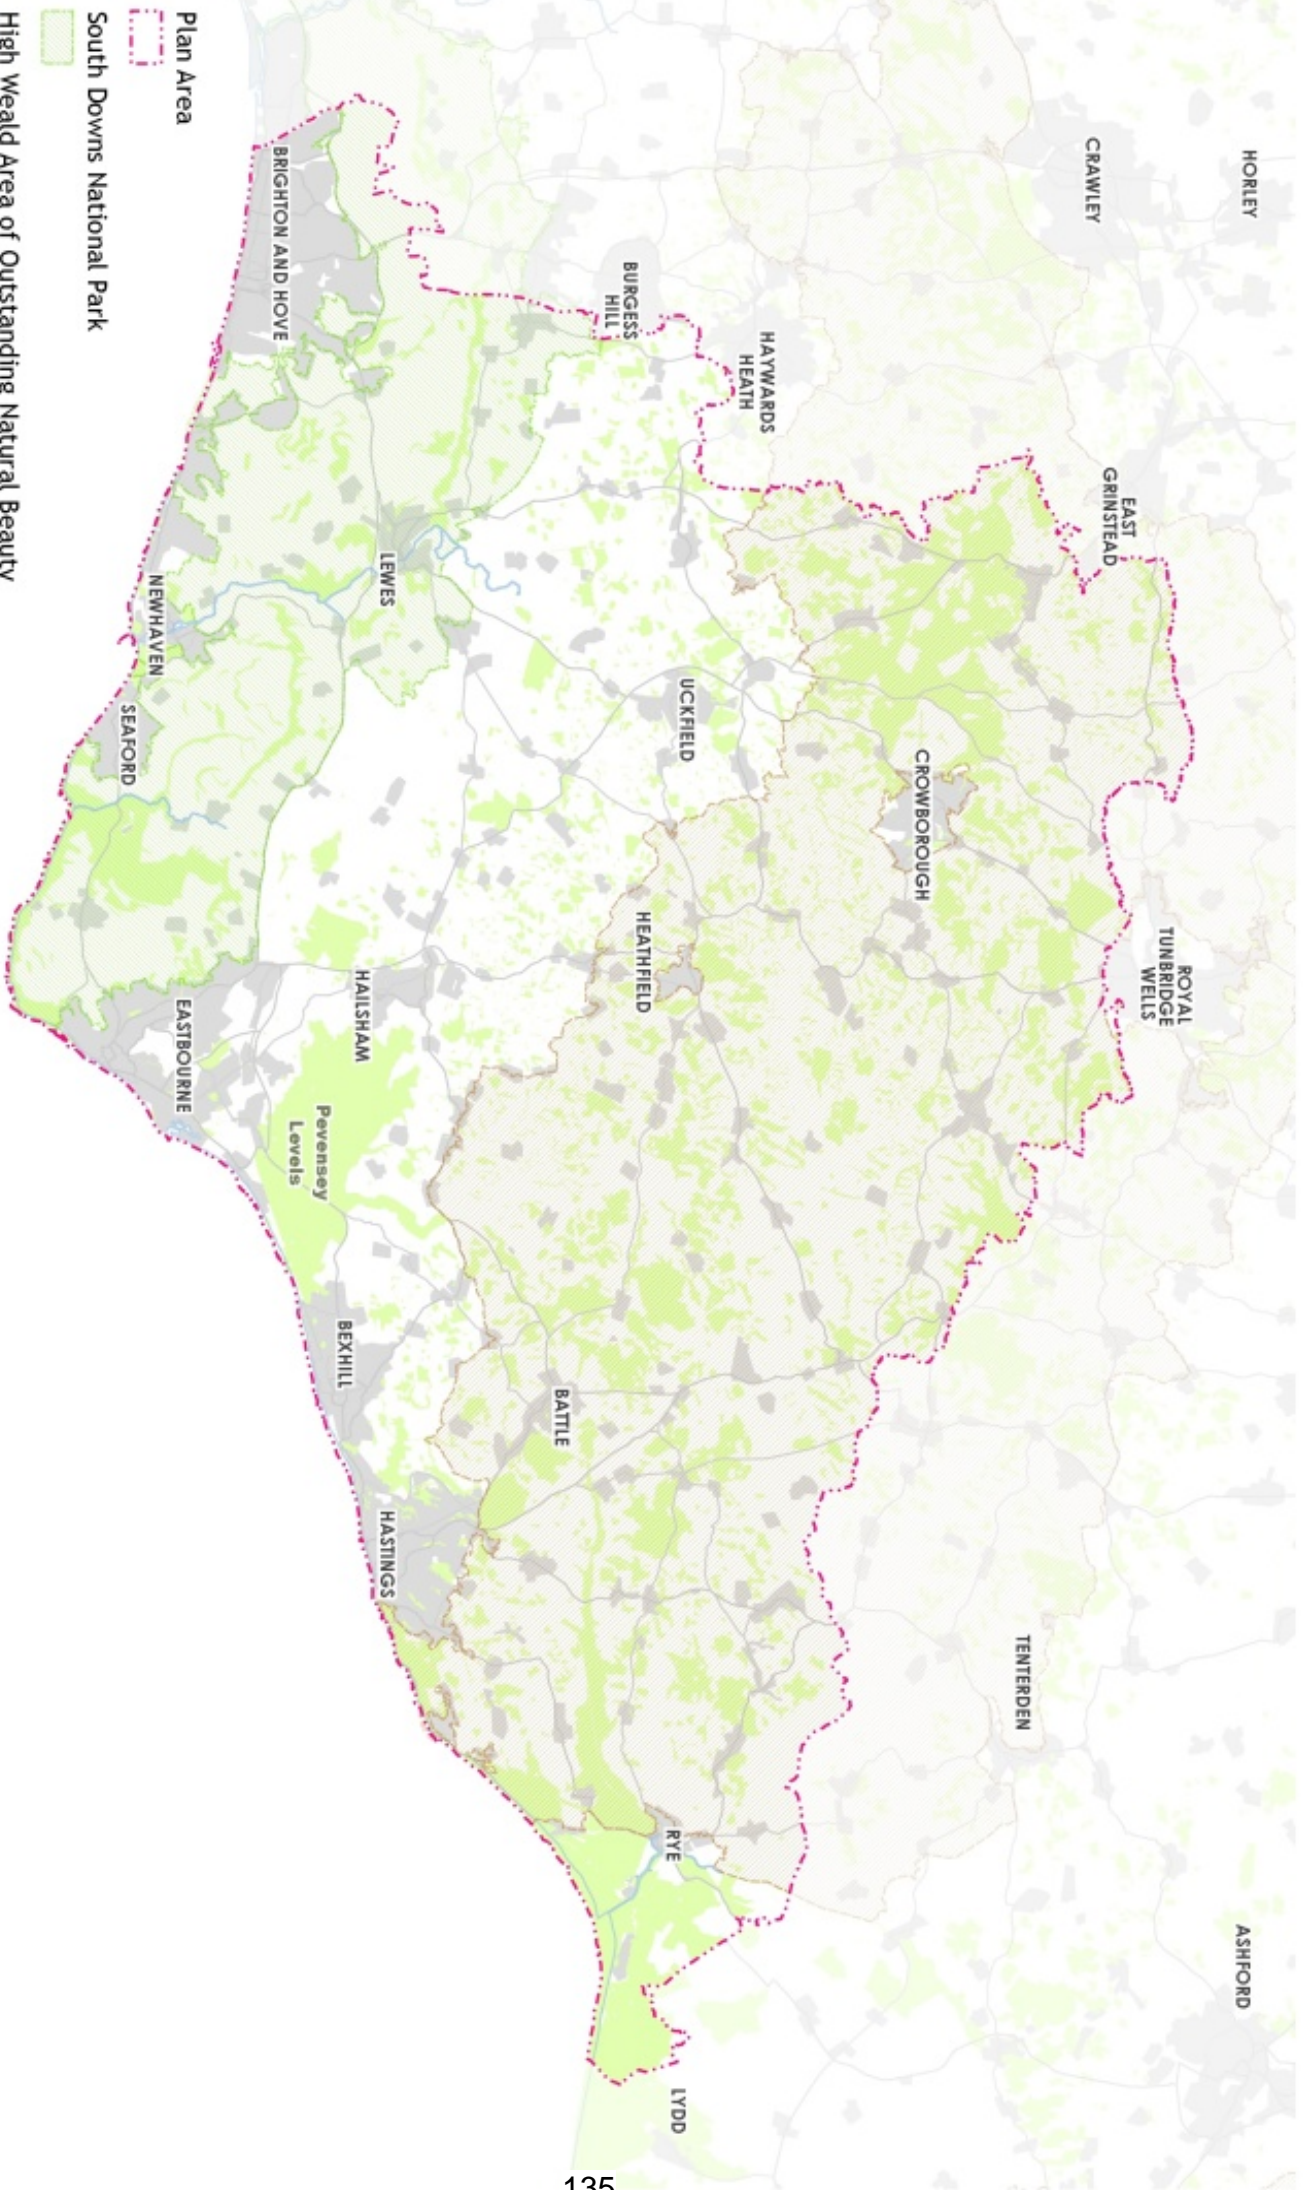 HORLEY
CRAWLEY
EAST
GRINSTEAD
ROYAL
TUNBRIDGE
WELLS
TENTERDEN
ASHFORD
HAYWARDS
HEATH
BURGESS
HILL
CROWBOROUGH
UCKFIELD
HEATHFIELD
BATTLE
RYE
LYDD
BRIGHTON AND HOVE
LEWES
NEWHAVEN
SEAFORD
HAILSHAM
EASTBOURNE
Pevensey
Levels
BEXHILL
HASTINGS
Plan Area
South Downs National Park
High Weald Area of Outstanding Natural Beauty
135